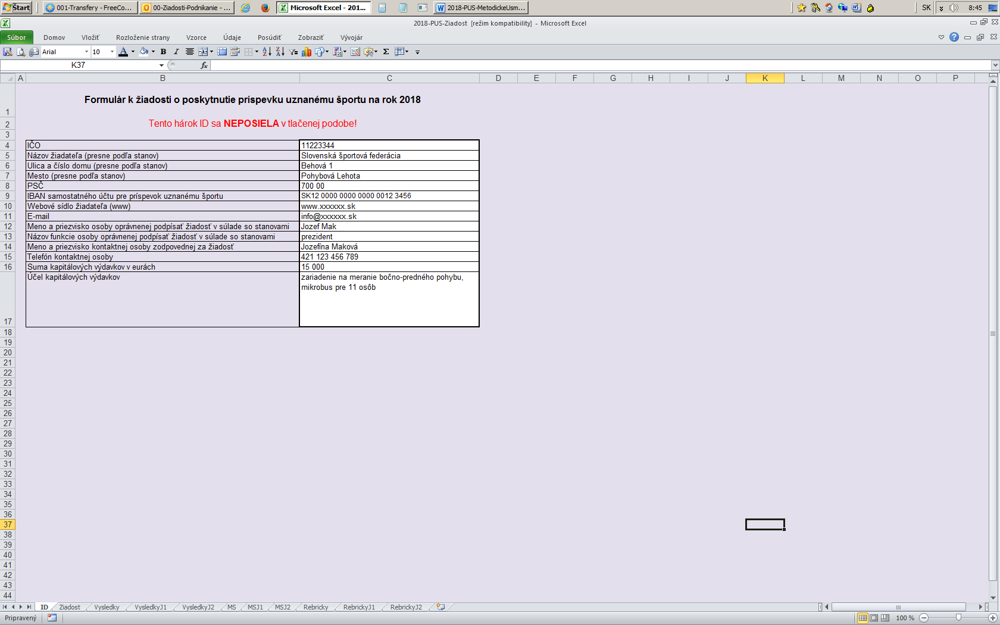 Štart
001-Transfery - FreeCo...
00-Ziadosti-Podnikanie - ...
Microsoft Excel - 201...
2018-PUS-MetodickeUsm...
SK
8:45
2018-PUS-Ziadost [režim kompatibility] - Microsoft Excel
Súbor Domov Vložiť Rozloženie strany Vzorce Údaje Posúdiť Zobraziť Vývojár
Arial 10
K37
fx
A B C D E F G H I J K L M N O P
1 Formulár k žiadosti o poskytnutie príspevku uznanému športu na rok 2018
2 Tento hárok ID sa NEPOSIELA v tlačenej podobe!
3
4 IČO 11223344
5 Názov žiadateľa (presne podľa stanov) Slovenská športová federácia
6 Ulica a číslo domu (presne podľa stanov) Behová 1
7 Mesto (presne podľa stanov) Pohybová Lehota
8 PSČ 700 00
9 IBAN samostatného účtu pre príspevok uznanému športu SK12 0000 0000 0000 0012 3456
10 Webové sídlo žiadateľa (www) www.xxxxxx.sk
11 E-mail info@xxxxxx.sk
12 Meno a priezvisko osoby oprávnenej podpísať žiadosť v súlade so stanovami Jozef Mak
13 Názov funkcie osoby oprávnenej podpísať žiadosť v súlade so stanovami prezident
14 Meno a priezvisko kontaktnej osoby zodpovednej za žiadosť Jozefína Maková
15 Telefón kontaktnej osoby 421 123 456 789
16 Suma kapitálových výdavkov v eurách 15 000
17 Účel kapitálových výdavkov zariadenie na meranie bočno-predného pohybu,
mikrobus pre 11 osôb
18
19
20
21
22
23
24
25
26
27
28
29
30
31
32
33
34
35
36
37
38
39
40
41
42
43
44
ID Ziadost Vysledky VysledkyJ1 VysledkyJ2 MS MSJ1 MSJ2 Rebricky RebrickyJ1 RebrickyJ2
Pripravený
100 %